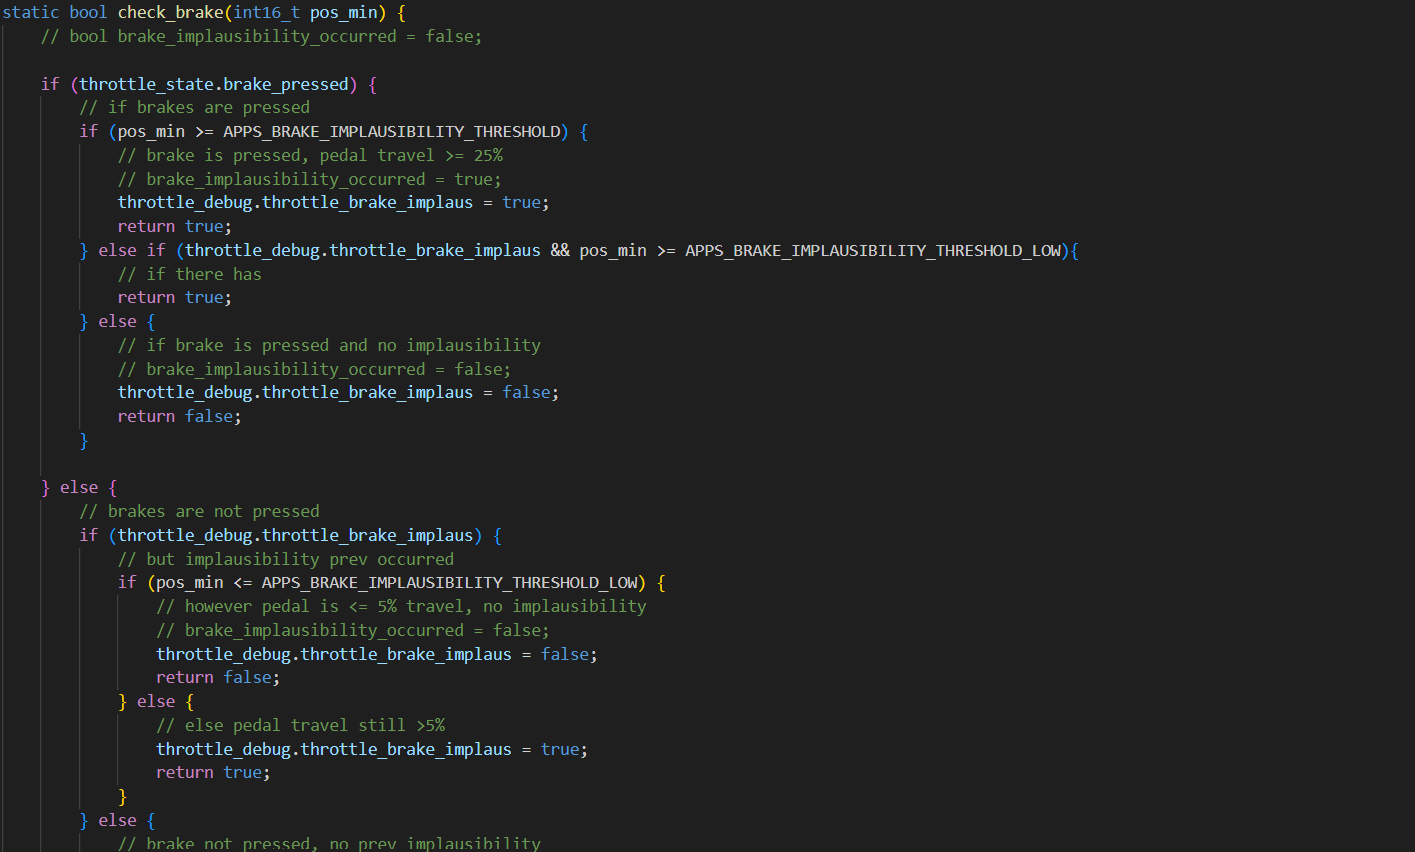 static bool check_brake(int16_t pos_min) {
    // bool brake_implausibility_occurred = false;

    if (throttle_state.brake_pressed) {
        // if brakes are pressed
        if (pos_min >= APPS_BRAKE_IMPLAUSIBILITY_THRESHOLD) {
            // brake is pressed, pedal travel >= 25%
            // brake_implausibility_occurred = true;
            throttle_debug.throttle_brake_implaus = true;
            return true;
        } else if (throttle_debug.throttle_brake_implaus && pos_min >= APPS_BRAKE_IMPLAUSIBILITY_THRESHOLD_LOW){
            // if there has
            return true;
        } else {
            // if brake is pressed and no implausibility
            // brake_implausibility_occurred = false;
            throttle_debug.throttle_brake_implaus = false;
            return false;
        }

    } else {
        // brakes are not pressed
        if (throttle_debug.throttle_brake_implaus) {
            // but implausibility prev occurred
            if (pos_min <= APPS_BRAKE_IMPLAUSIBILITY_THRESHOLD_LOW) {
                // however pedal is <= 5% travel, no implausibility
                // brake_implausibility_occurred = false;
                throttle_debug.throttle_brake_implaus = false;
                return false;
            } else {
                // else pedal travel still >5%
                throttle_debug.throttle_brake_implaus = true;
                return true;
            }
        } else {
            // brake not pressed, no prev implausibility